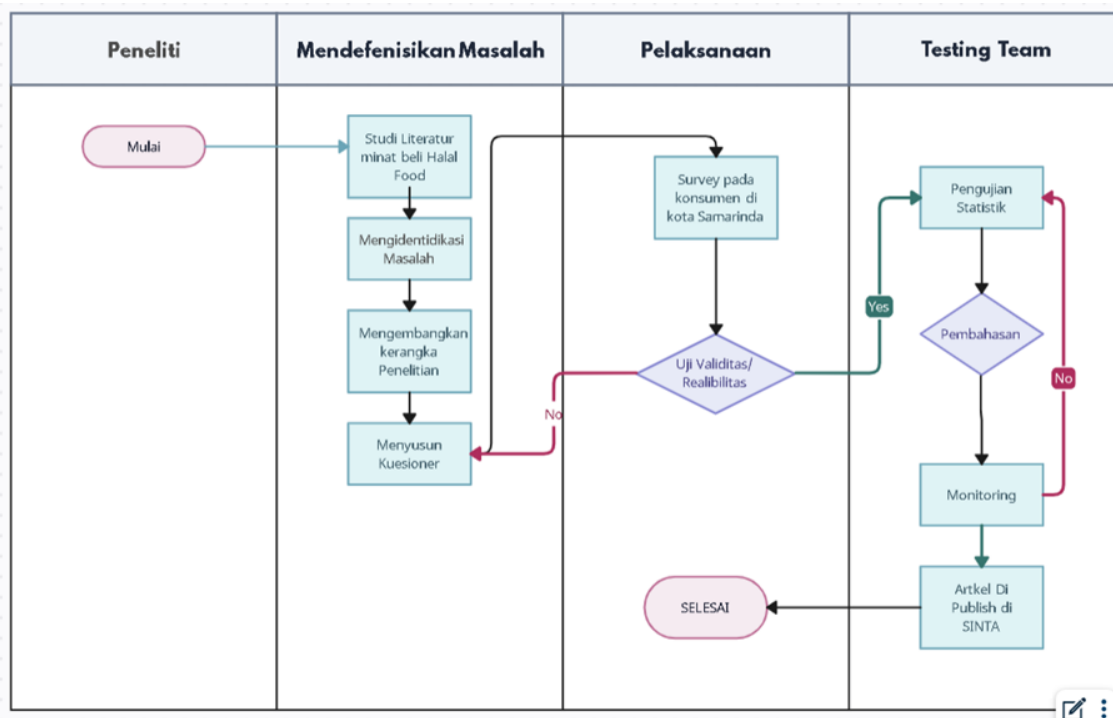 Peneliti
Mendefenisikan Masalah
Pelaksanaan
Testing Team
Mulai
Studi Literatur
minat beli Halal
Food
Mengidentidikasi
Masalah
Mengembangkan
kerangka
Penelitian
Menyusun
Kuesioner
No
Survey pada
konsumen di
kota Samarinda
Uji Validitas/
Realibilitas
Yes
Pengujian
Statistik
Pembahasan
No
Monitoring
Artkel Di
Publish di
SINTA
SELESAI